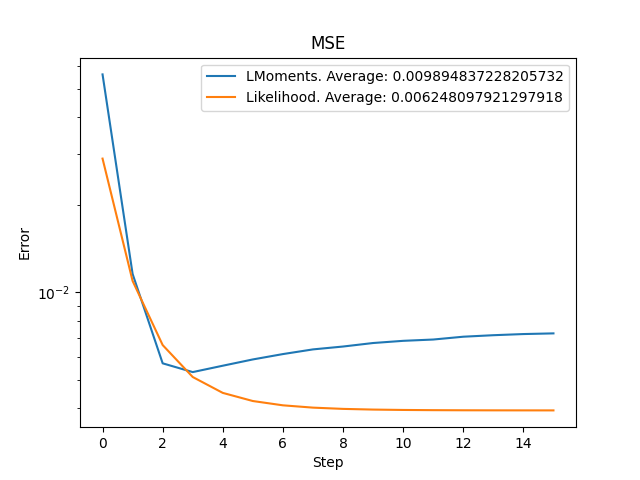 MSE
LMoments. Average: 0.009894837228205732
Likelihood. Average: 0.006248097921297918
Error
10⁻²
0 2 4 6 8 10 12 14
Step